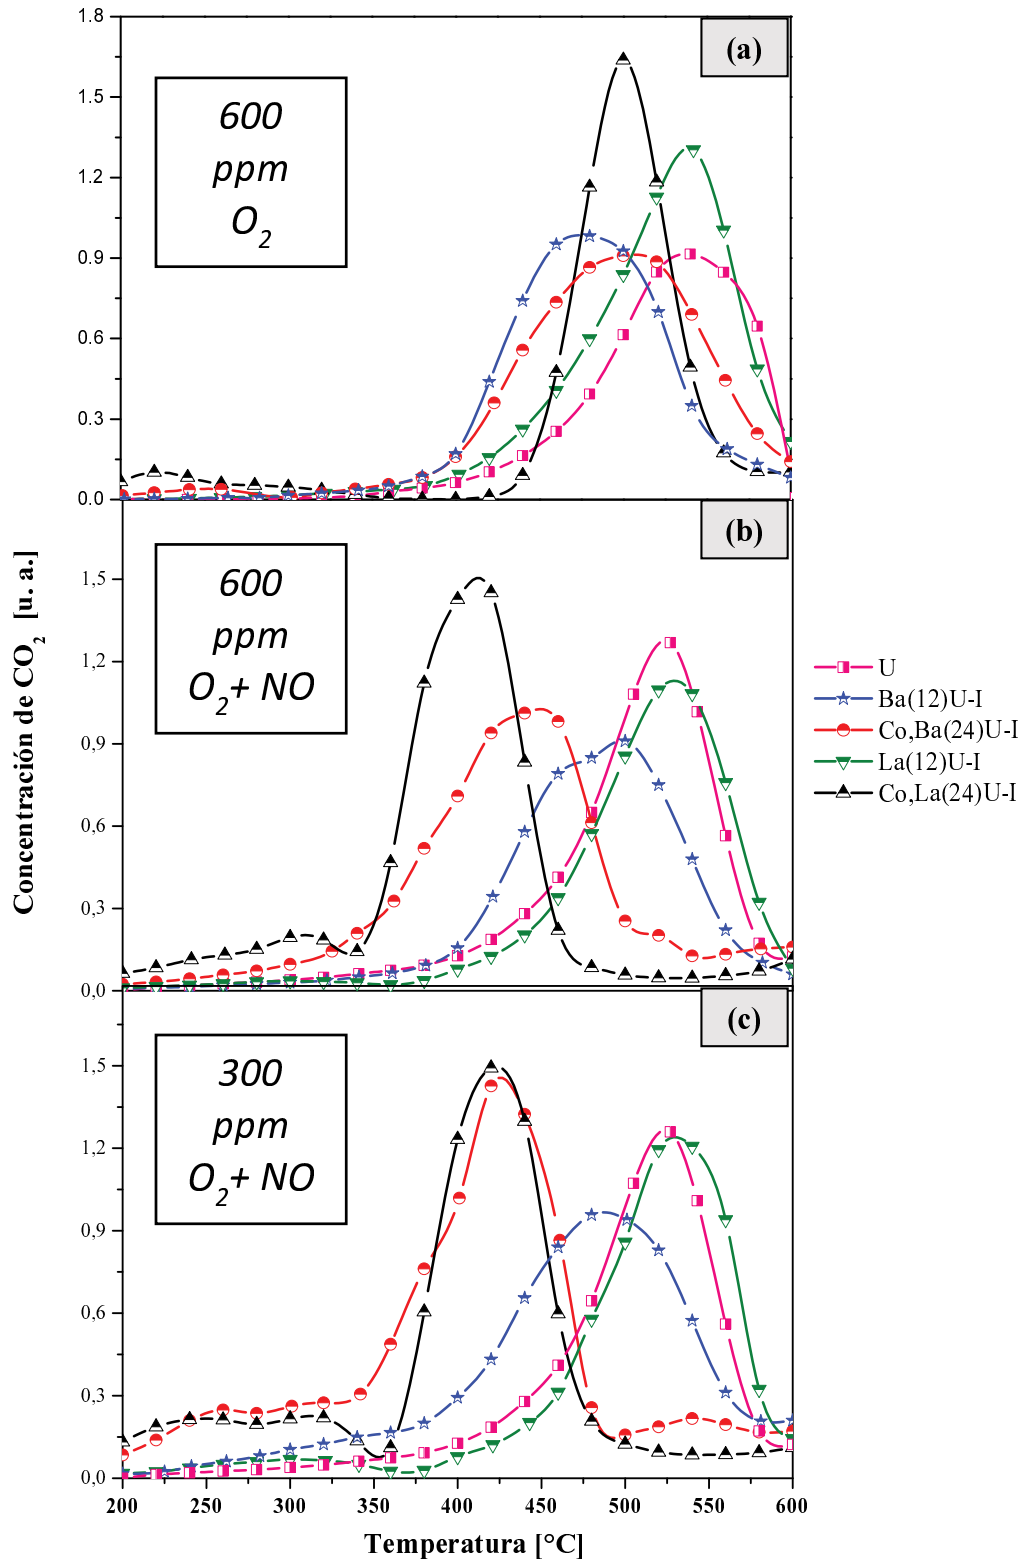 1.8
(a)
600
ppm
O2
1.5
1.2
0.9
0.6
0.3
0.0
(b)
600
ppm
O2+ NO
1,5
1,2
0,9
0,6
0,3
0,0
Concentración de CO2 [u. a.]
U
Ba(12)U-I
Co,Ba(24)U-I
La(12)U-I
Co,La(24)U-I
(c)
300
ppm
O2+ NO
1,5
1,2
0,9
0,6
0,3
0,0
200 250 300 350 400 450 500 550 600
Temperatura [°C]